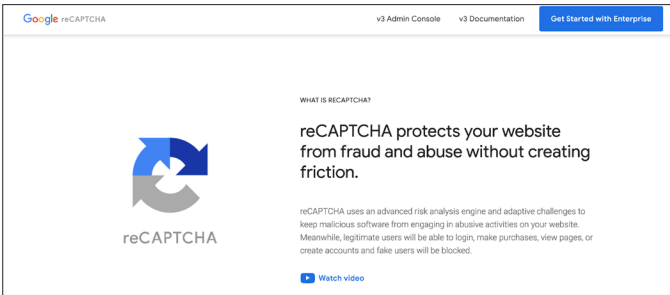 Google reCAPTCHA
v3 Admin Console
v3 Documentation
Get Started with Enterprise
WHAT IS RECAPTCHA?
reCAPTCHA protects your website
from fraud and abuse without creating
friction.
reCAPTCHA
reCAPTCHA uses an advanced risk analysis engine and adaptive challenges to
keep malicious software from engaging in abusive activities on your website.
Meanwhile, legitimate users will be able to login, make purchases, view pages, or
create accounts and fake users will be blocked.
Watch video